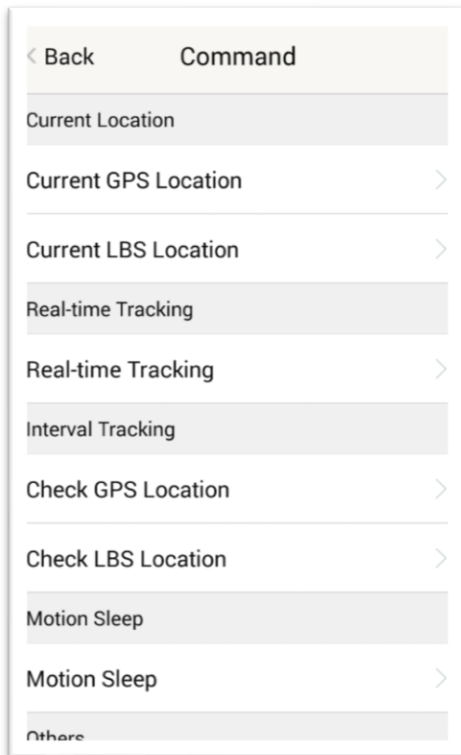 Back Command
Current Location
Current GPS Location
Current LBS Location
Real-time Tracking
Real-time Tracking
Interval Tracking
Check GPS Location
Check LBS Location
Motion Sleep
Motion Sleep
Others